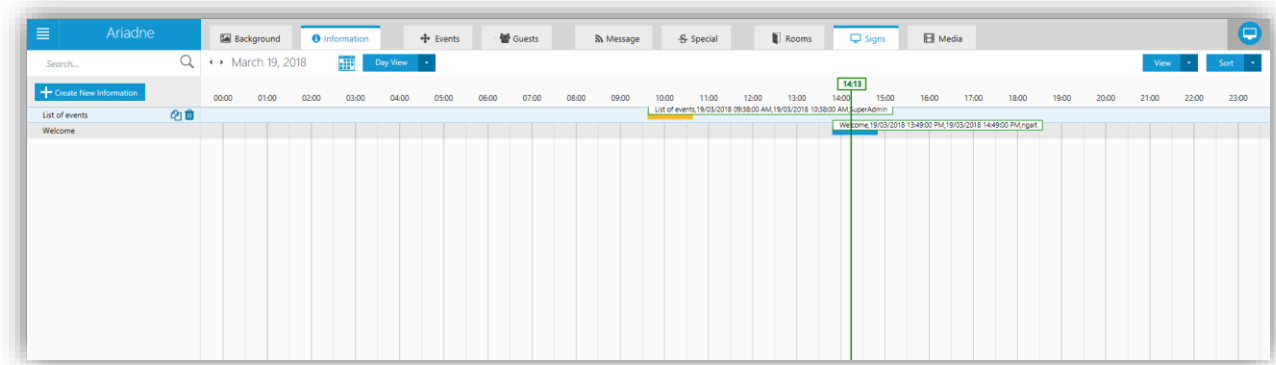 Ariadne Background Information Events Guests Message Special Rooms Signs Media
Search... March 19, 2018 Day View View Sort
14:13
Create New Information 00:00 01:00 02:00 03:00 04:00 05:00 06:00 07:00 08:00 09:00 10:00 11:00 12:00 13:00 14:00 15:00 16:00 17:00 18:00 19:00 20:00 21:00 22:00 23:00
List of events List of events,19/03/2018 09:38:00 AM,19/03/2018 10:38:00 AM,SuperAdmin
Welcome Welcome,19/03/2018 13:49:00 PM,19/03/2018 14:49:00 PM,ngait